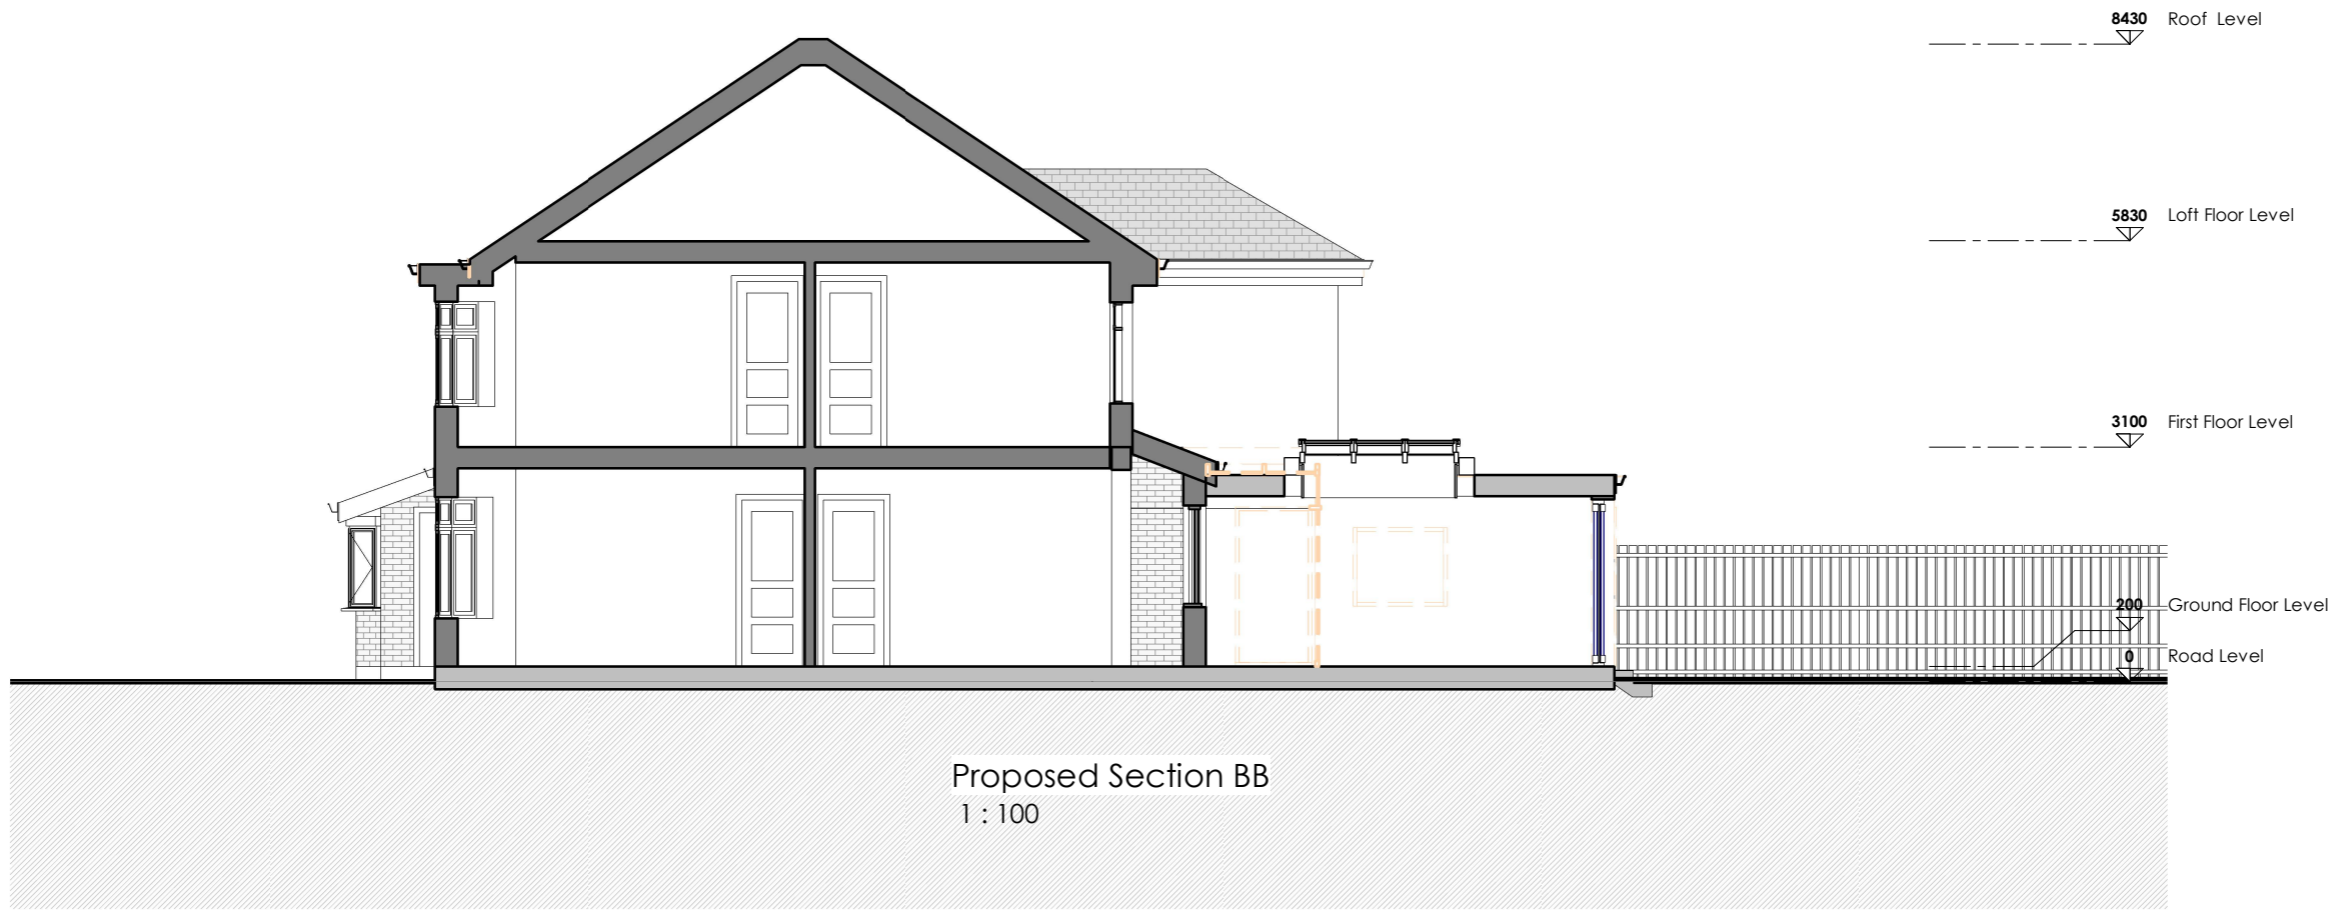 8430 Roof Level
5830 Loft Floor Level
3100 First Floor Level
200 Ground Floor Level
0 Road Level
Proposed Section BB
1 : 100